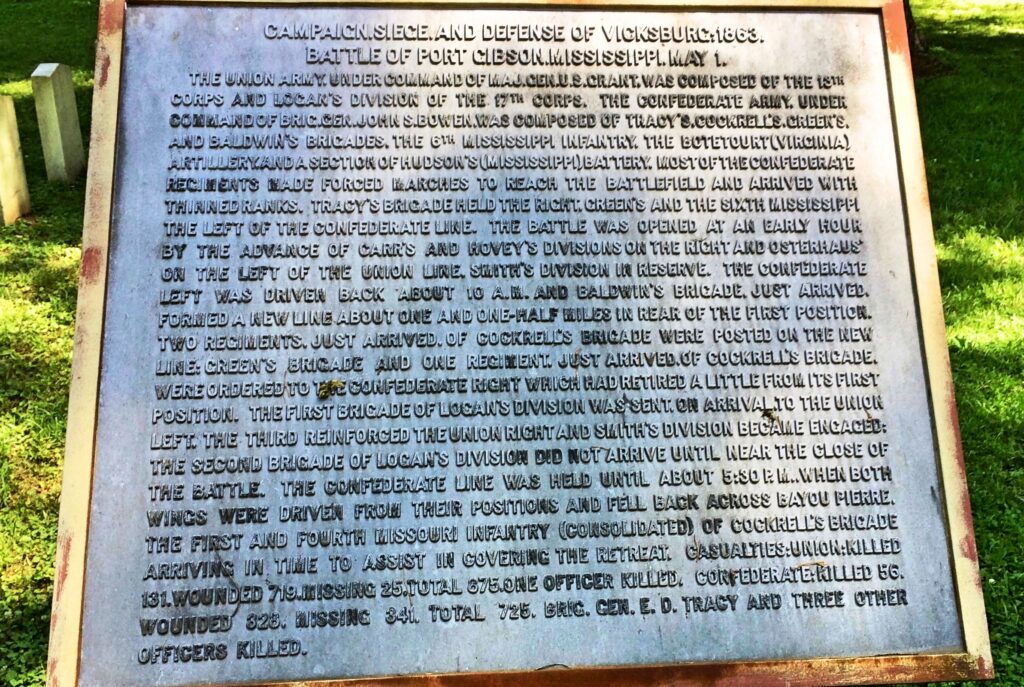 CAMPAIGN, SIEGE, AND DEFENSE OF VICKSBURG: 1863.
BATTLE OF PORT GIBSON, MISSISSIPPI, MAY 1.
THE UNION ARMY, UNDER COMMAND OF MAJ. GEN. U.S. GRANT, WAS COMPOSED OF THE 13TH
CORPS AND LOGAN'S DIVISION OF THE 17TH CORPS. THE CONFEDERATE ARMY, UNDER
COMMAND OF BRIG. GEN. JOHN S. BOWEN, WAS COMPOSED OF TRACY'S, COCKRELL'S, GREEN'S,
AND BALDWIN'S BRIGADES, THE 6TH MISSISSIPPI INFANTRY, THE BOTETOURT (VIRGINIA)
ARTILLERY, AND A SECTION OF HUDSON'S (MISSISSIPPI) BATTERY. MOST OF THE CONFEDERATE
REGIMENTS MADE FORCED MARCHES TO REACH THE BATTLEFIELD AND ARRIVED WITH
THINNED RANKS. TRACY'S BRIGADE HELD THE RIGHT, GREEN'S AND THE SIXTH MISSISSIPPI
THE LEFT OF THE CONFEDERATE LINE. THE BATTLE WAS OPENED AT AN EARLY HOUR
BY THE ADVANCE OF CARR'S AND HOVEY'S DIVISIONS ON THE RIGHT AND OSTERHAUS'
ON THE LEFT OF THE UNION LINE, SMITH'S DIVISION IN RESERVE. THE CONFEDERATE
LEFT WAS DRIVEN BACK ABOUT 10 A.M. AND BALDWIN'S BRIGADE, JUST ARRIVED,
FORMED A NEW LINE ABOUT ONE AND ONE-HALF MILES IN REAR OF THE FIRST POSITION.
TWO REGIMENTS, JUST ARRIVED, OF COCKRELL'S BRIGADE WERE POSTED ON THE NEW
LINE; GREEN'S BRIGADE AND ONE REGIMENT, JUST ARRIVED, OF COCKRELL'S BRIGADE,
WERE ORDERED TO THE CONFEDERATE RIGHT WHICH HAD RETIRED A LITTLE FROM ITS FIRST
POSITION. THE FIRST BRIGADE OF LOGAN'S DIVISION WAS SENT, ON ARRIVAL, TO THE UNION
LEFT, THE THIRD REINFORCED THE UNION RIGHT AND SMITH'S DIVISION BECAME ENGAGED;
THE SECOND BRIGADE OF LOGAN'S DIVISION DID NOT ARRIVE UNTIL NEAR THE CLOSE OF
THE BATTLE. THE CONFEDERATE LINE WAS HELD UNTIL ABOUT 5:30 P.M., WHEN BOTH
WINGS WERE DRIVEN FROM THEIR POSITIONS AND FELL BACK ACROSS BAYOU PIERRE,
THE FIRST AND FOURTH MISSOURI INFANTRY (CONSOLIDATED) OF COCKRELL'S BRIGADE
ARRIVING IN TIME TO ASSIST IN COVERING THE RETREAT. CASUALTIES: UNION; KILLED
131, WOUNDED 719, MISSING 25, TOTAL 875, ONE OFFICER KILLED. CONFEDERATE; KILLED 56,
WOUNDED 328, MISSING 341, TOTAL 725, BRIG. GEN. E. D. TRACY AND THREE OTHER
OFFICERS KILLED.